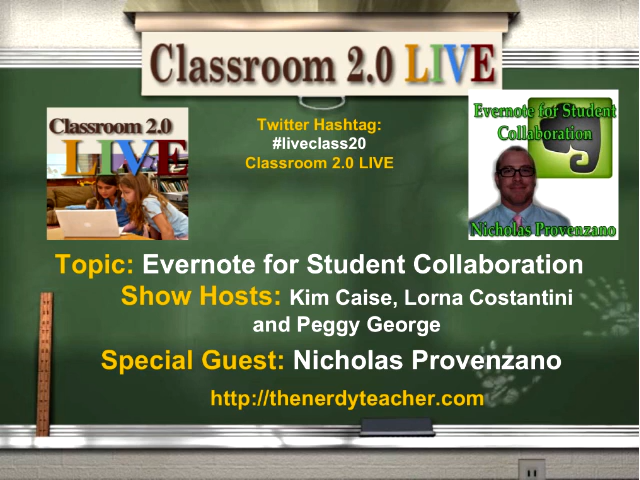 Classroom 2.0 LIVE
Classroom 2.0
LIVE
Twitter Hashtag:
#liveclass20
Classroom 2.0 LIVE
Evernote for Student
Collaboration
Nicholas Provenzano
Topic: Evernote for Student Collaboration
Show Hosts: Kim Caise, Lorna Costantini
and Peggy George
Special Guest: Nicholas Provenzano
http://thenerdyteacher.com